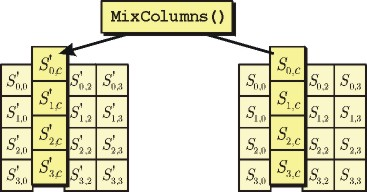 MixColumns()
S'0,c S0,c
S'0,0 S'0,2 S'0,3 S0,0 S0,2 S0,3
S'1,c S1,c
S'1,0 S'1,2 S'1,3 S1,0 S1,2 S1,3
S'2,c S2,c
S'2,0 S'2,2 S'2,3 S2,0 S2,2 S2,3
S'3,c S3,c
S'3,0 S'3,2 S'3,3 S3,0 S3,2 S3,3